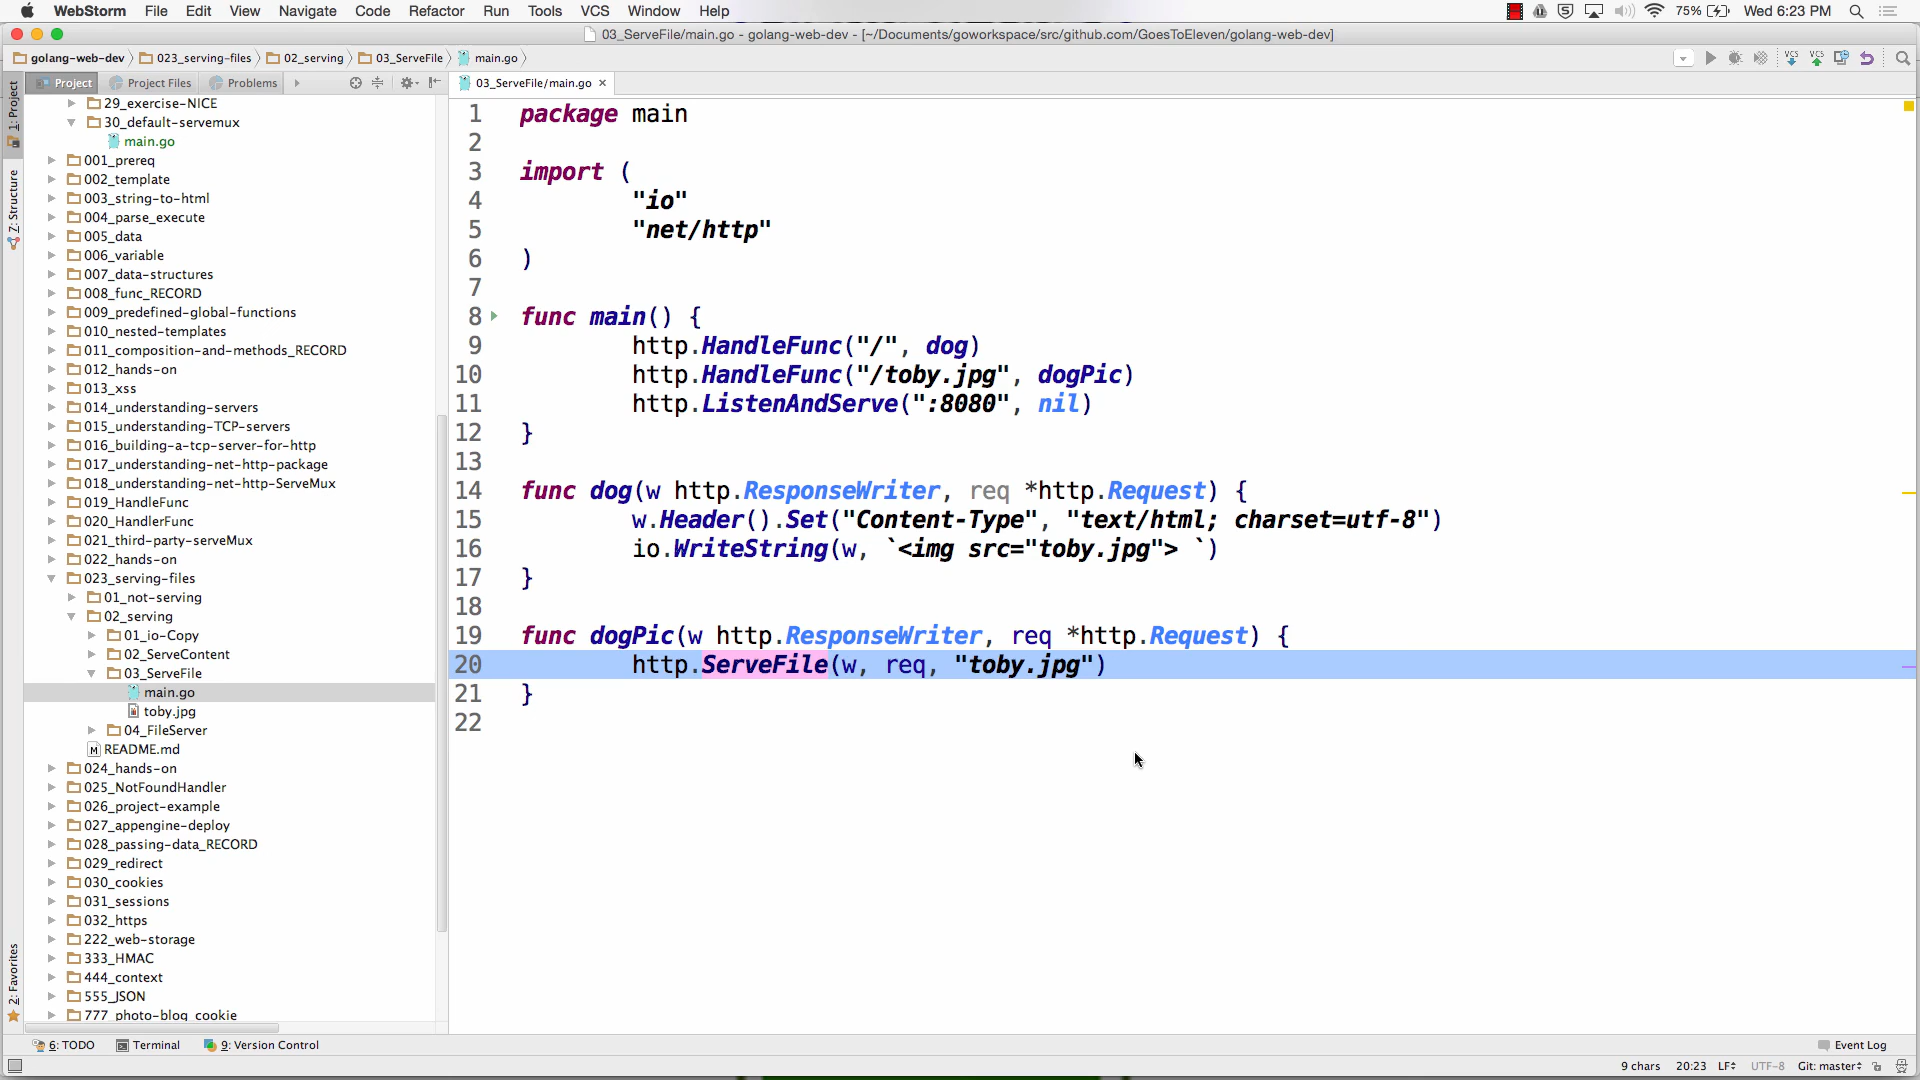 WebStorm File Edit View Navigate Code Refactor Run Tools VCS Window Help 75% Wed 6:23 PM
03_ServeFile/main.go - golang-web-dev - [~/Documents/goworkspace/src/github.com/GoesToEleven/golang-web-dev]
golang-web-dev 023_serving-files 02_serving 03_ServeFile main.go
Project Project Files Problems
03_ServeFile/main.go
1: Project
Z: Structure
2: Favorites
29_exercise-NICE
30_default-servemux
main.go
001_prereq
002_template
003_string-to-html
004_parse_execute
005_data
006_variable
007_data-structures
008_func_RECORD
009_predefined-global-functions
010_nested-templates
011_composition-and-methods_RECORD
012_hands-on
013_xss
014_understanding-servers
015_understanding-TCP-servers
016_building-a-tcp-server-for-http
017_understanding-net-http-package
018_understanding-net-http-ServeMux
019_HandleFunc
020_HandlerFunc
021_third-party-serveMux
022_hands-on
023_serving-files
01_not-serving
02_serving
01_io-Copy
02_ServeContent
03_ServeFile
main.go
toby.jpg
04_FileServer
README.md
024_hands-on
025_NotFoundHandler
026_project-example
027_appengine-deploy
028_passing-data_RECORD
029_redirect
030_cookies
031_sessions
032_https
222_web-storage
333_HMAC
444_context
555_JSON
777_photo-blog_cookie
1 package main
2
3 import (
4 "io"
5 "net/http"
6 )
7
8 func main() {
9 http.HandleFunc("/", dog)
10 http.HandleFunc("/toby.jpg", dogPic)
11 http.ListenAndServe(":8080", nil)
12 }
13
14 func dog(w http.ResponseWriter, req *http.Request) {
15 w.Header().Set("Content-Type", "text/html; charset=utf-8")
16 io.WriteString(w, `<img src="toby.jpg"> `)
17 }
18
19 func dogPic(w http.ResponseWriter, req *http.Request) {
20 http.ServeFile(w, req, "toby.jpg")
21 }
22
6: TODO Terminal 9: Version Control Event Log
9 chars 20:23 LF UTF-8 Git: master